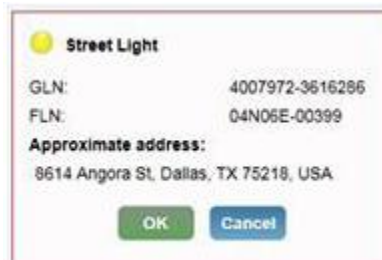 Street Light
GLN: 4007972-3616286
FLN: 04N06E-00399
Approximate address:
8614 Angora St, Dallas, TX 75218, USA
OK Cancel